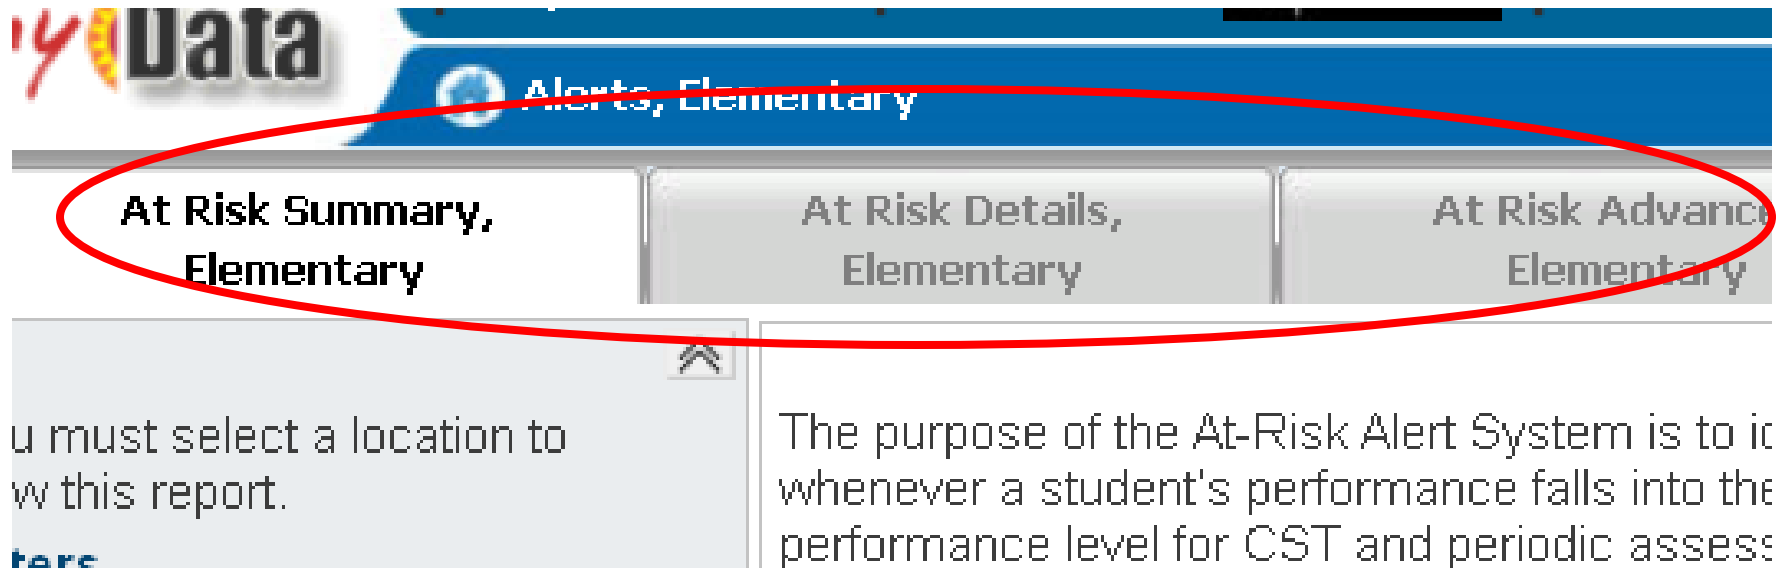 Data
Alerts, Elementary
At Risk Summary,
Elementary
At Risk Details,
Elementary
At Risk
Elementary
must select a location to
this report.
The purpose of the At-Risk Alert System is to
whenever a student's performance falls into the
performance level for CST and periodic